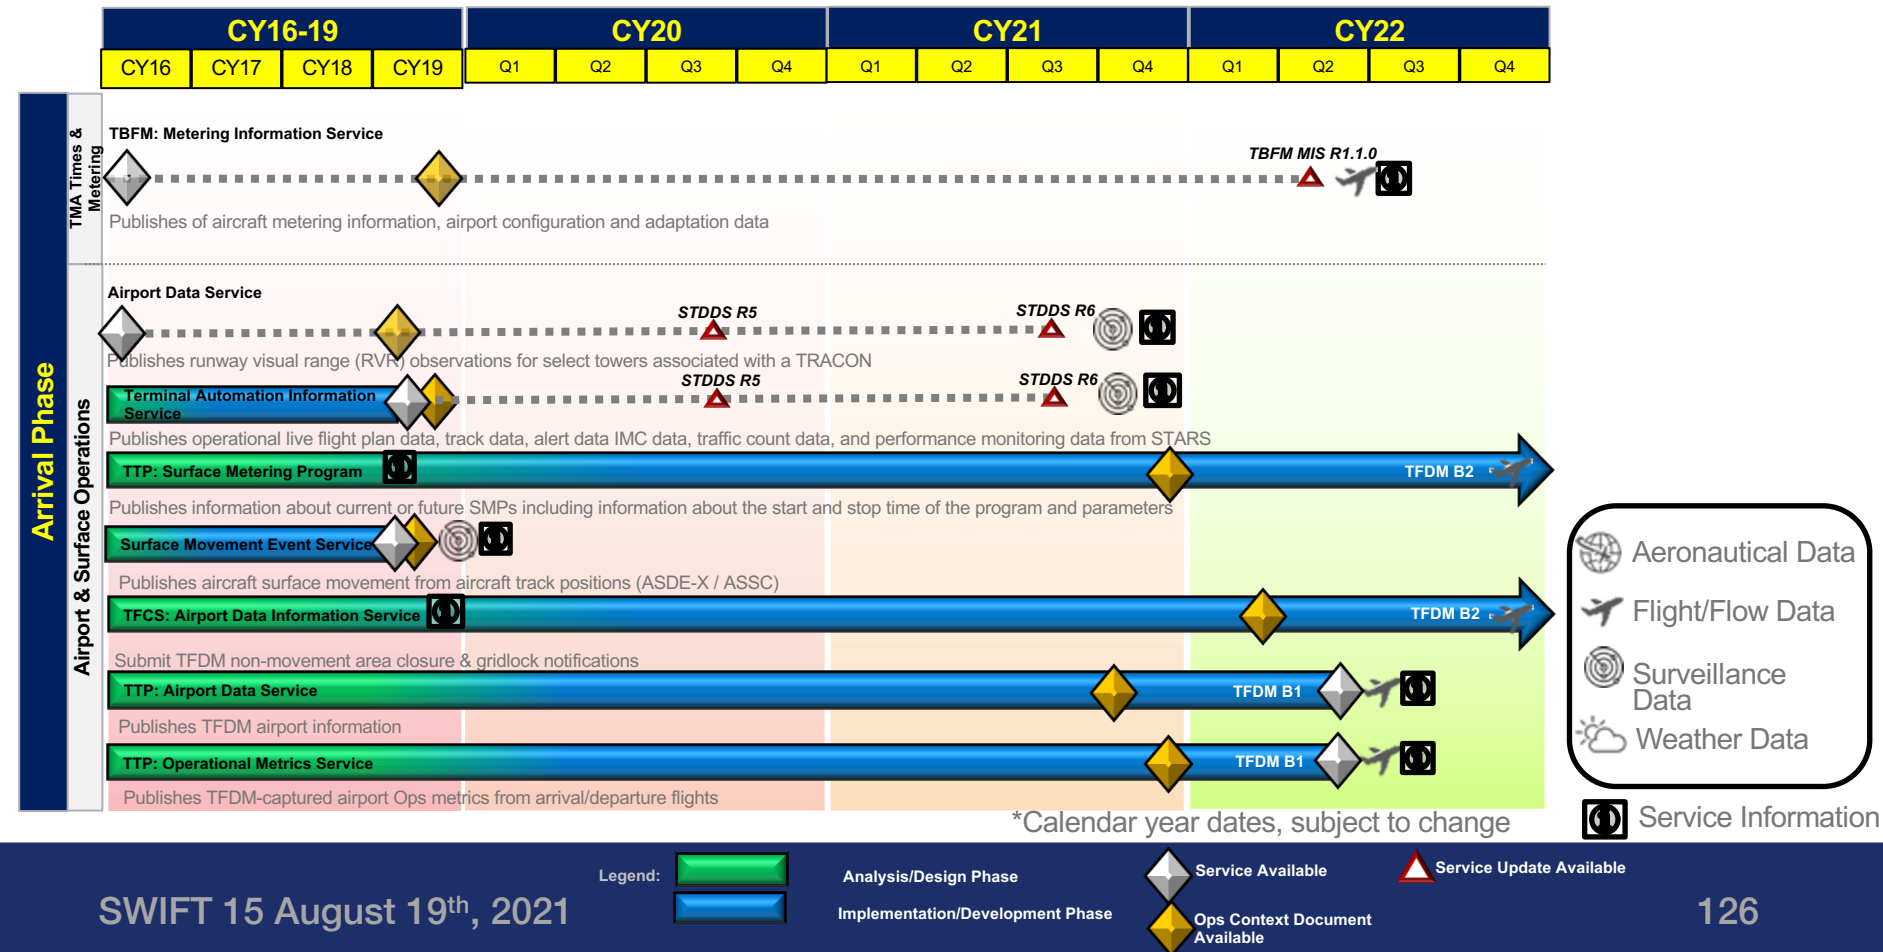 CY16-19
CY20
CY21
CY22
CY16
CY17
CY18
CY19
Q1
Q2
Q3
Q4
Q1
Q2
Q3
Q4
Q1
Q2
Q3
Q4
Arrival Phase
TMA Times &
Metering
TBFM: Metering Information Service
TBFM MIS R1.1.0
Publishes of aircraft metering information, airport configuration and adaptation data
Airport & Surface Operations
Airport Data Service
STDDS R5
STDDS R6
Publishes runway visual range (RVR) observations for select towers associated with a TRACON
Terminal Automation Information
Service
STDDS R5
STDDS R6
Publishes operational live flight plan data, track data, alert data IMC data, traffic count data, and performance monitoring data from STARS
TTP: Surface Metering Program
TFDM B2
Publishes information about current or future SMPs including information about the start and stop time of the program and parameters
Surface Movement Event Service
Publishes aircraft surface movement from aircraft track positions (ASDE-X / ASSC)
TFCS: Airport Data Information Service
TFDM B2
Submit TFDM non-movement area closure & gridlock notifications
TTP: Airport Data Service
TFDM B1
Publishes TFDM airport information
TTP: Operational Metrics Service
TFDM B1
Publishes TFDM-captured airport Ops metrics from arrival/departure flights
*Calendar year dates, subject to change
Aeronautical Data
Flight/Flow Data
Surveillance
Data
Weather Data
Service Information
Legend:
Analysis/Design Phase
Implementation/Development Phase
Service Available
Ops Context Document
Available
Service Update Available
SWIFT 15 August 19th, 2021
126